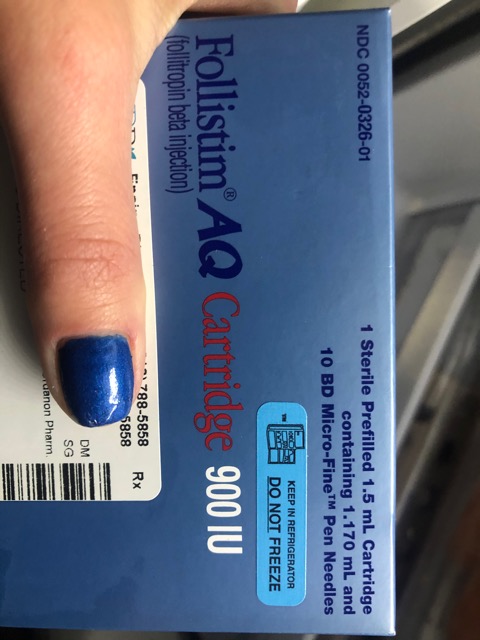 NDC 0052-0326-01
Follistim® AQ Cartridge 900 IU
(follitropin beta injection)
1 Sterile Prefilled 1.5 mL Cartridge
containing 1.170 mL and
10 BD Micro-Fine™ Pen Needles
KEEP IN REFRIGERATOR
DO NOT FREEZE
TM
788-5858
5858
Rx
Pharm.
DM
SG